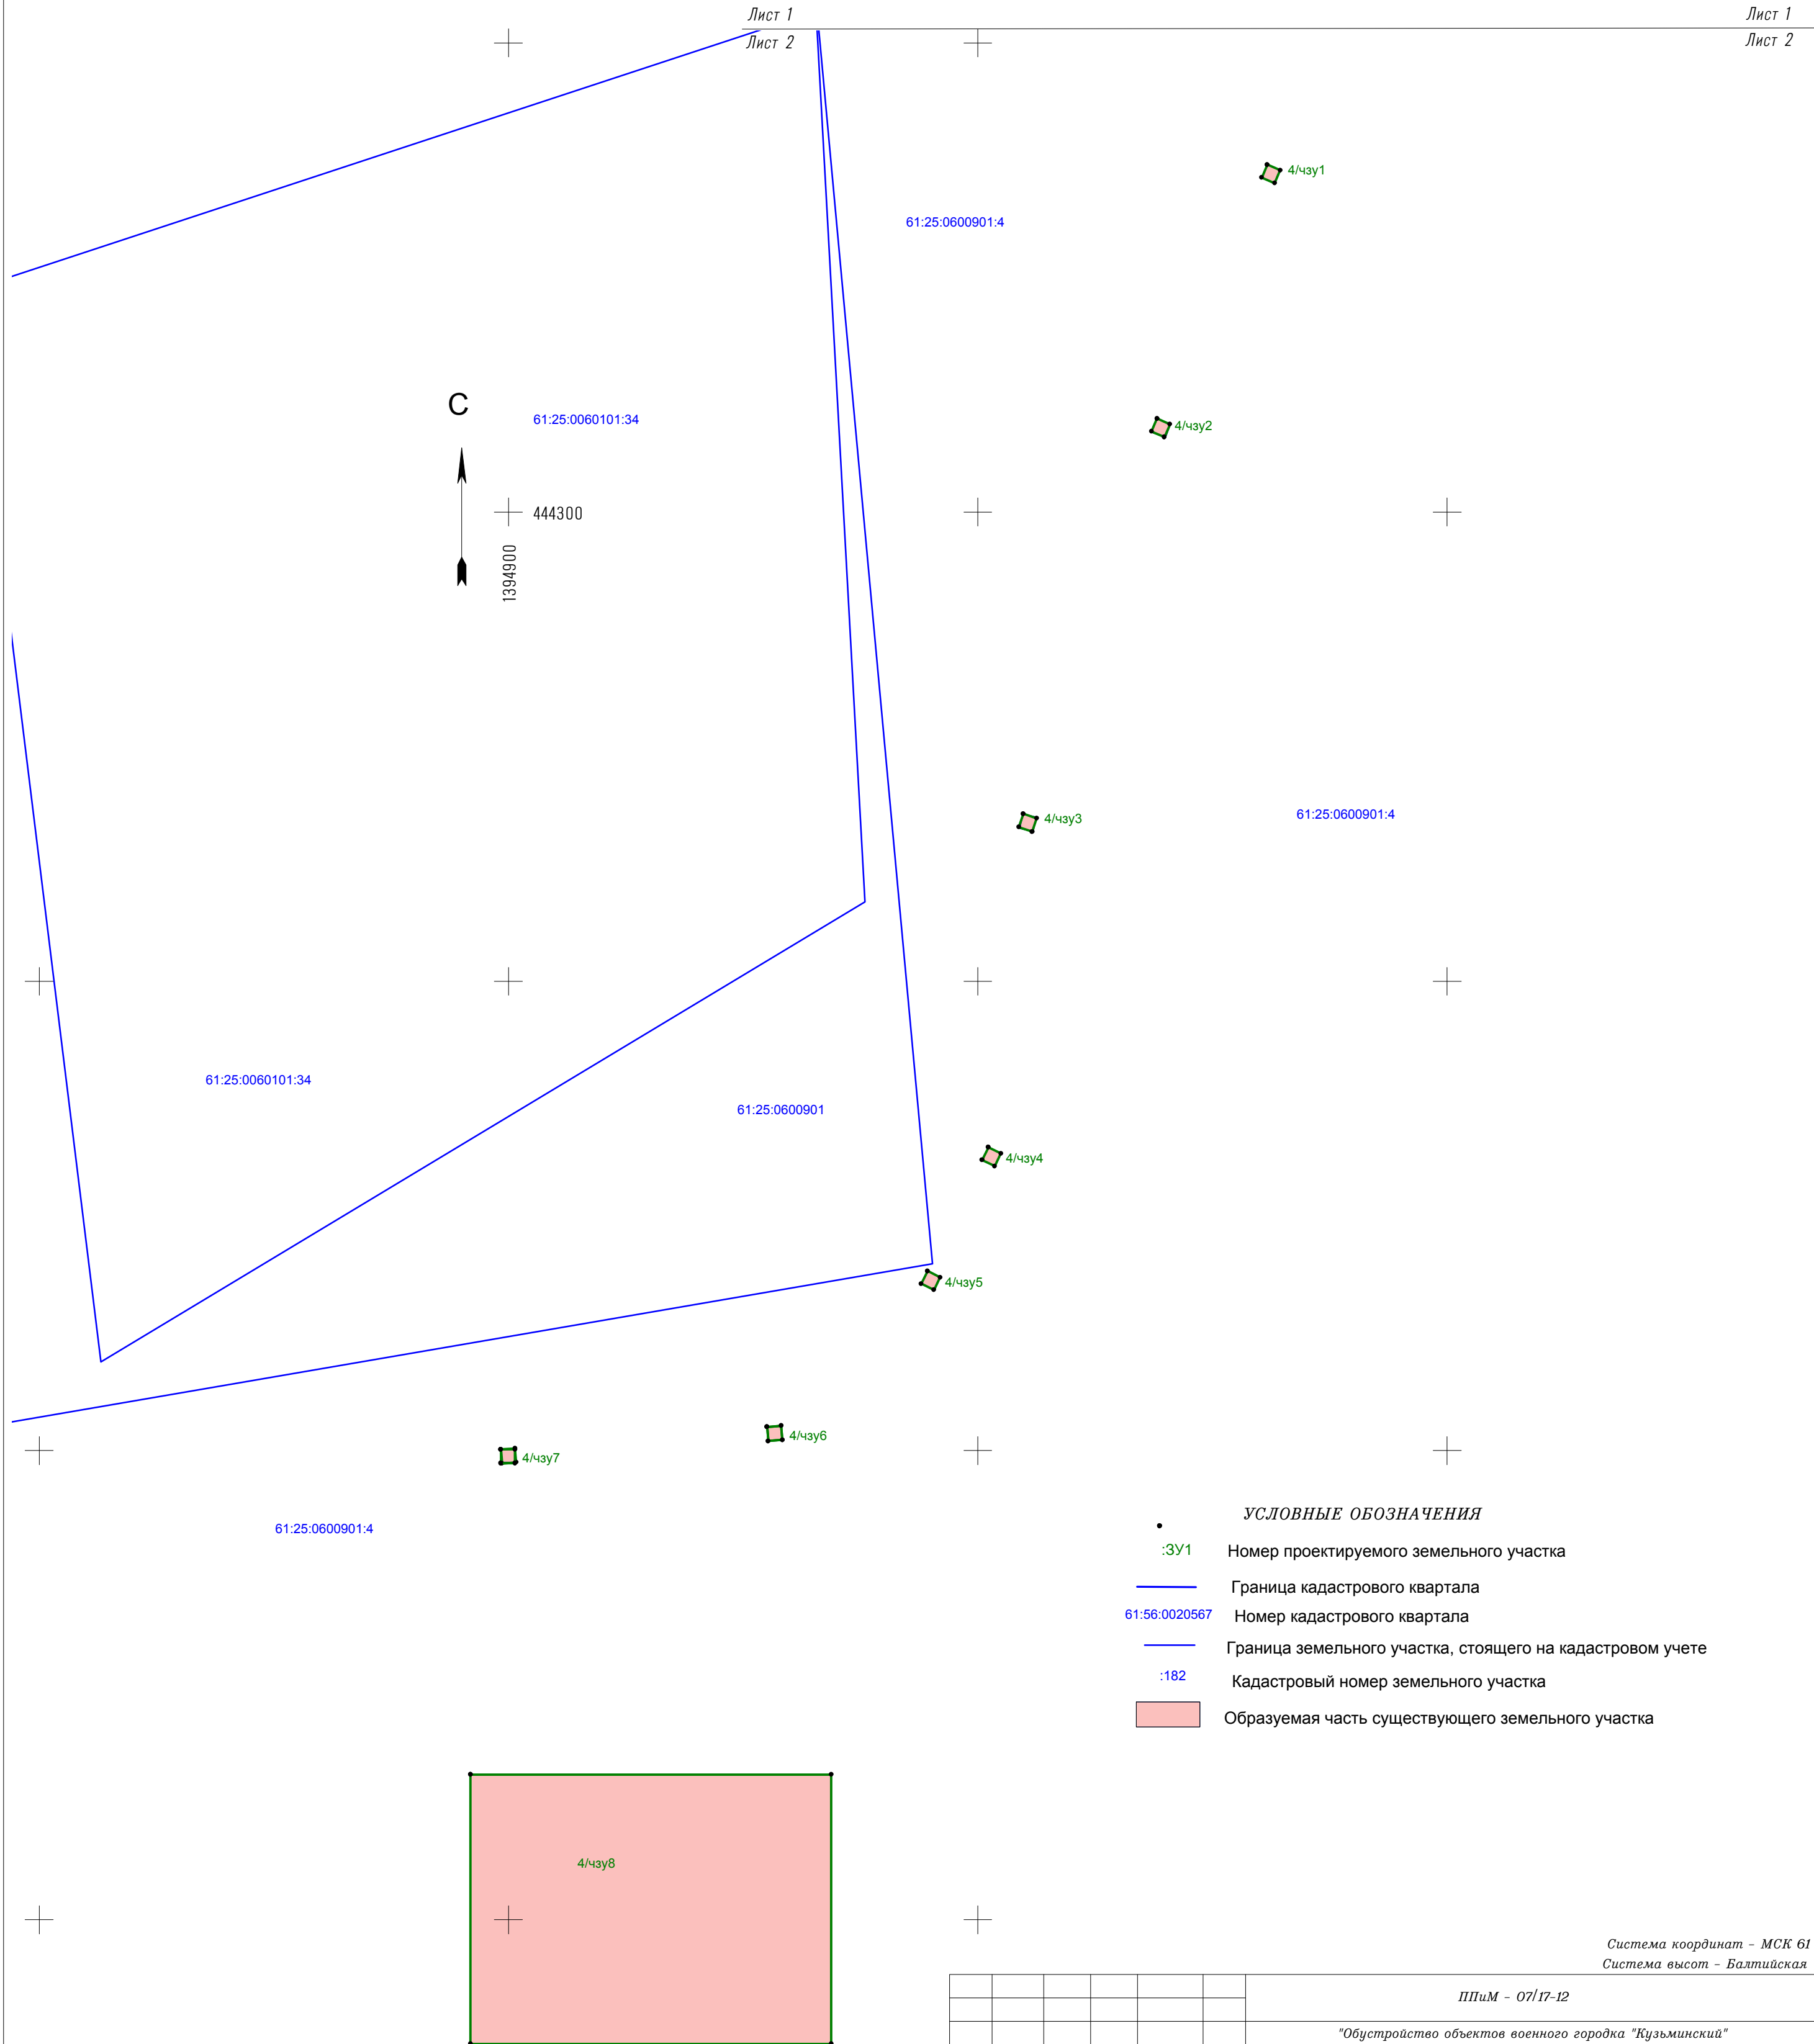 Лист 1
Лист 1
Лист 2
Лист 2
4/чзу1
61:25:0600901:4
С
61:25:0060101:34
4/чзу2
444300
1394900
4/чзу3
61:25:0600901:4
61:25:0060101:34
61:25:0600901
4/чзу4
4/чзу5
4/чзу6
4/чзу7
61:25:0600901:4
УСЛОВНЫЕ ОБОЗНАЧЕНИЯ
:ЗУ1 Номер проектируемого земельного участка
Граница кадастрового квартала
61:56:0020567 Номер кадастрового квартала
Граница земельного участка, стоящего на кадастровом учете
:182 Кадастровый номер земельного участка
Образуемая часть существующего земельного участка
4/чзу8
Система координат - МСК 61
Система высот - Балтийская
ППиМ - 07/17-12
"Обустройство объектов военного городка "Кузьминский"